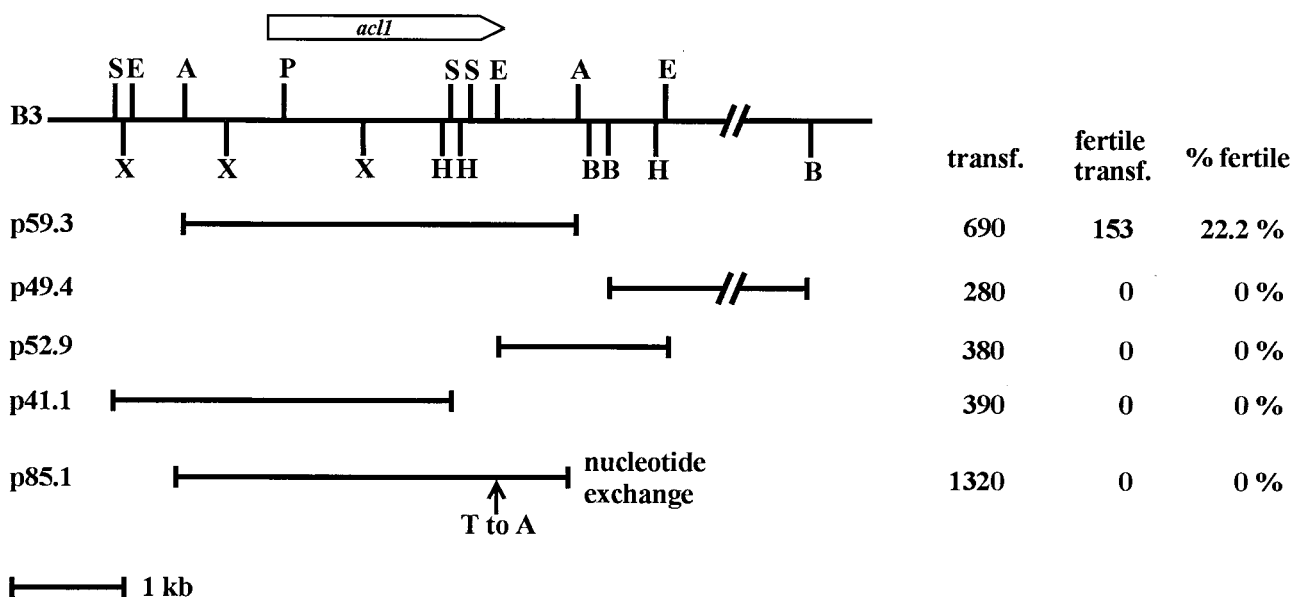 acl1
S E A P S S E A E
B3
X X X H H B B H B
transf. fertile transf. % fertile
p59.3 690 153 22.2 %
p49.4 280 0 0 %
p52.9 380 0 0 %
p41.1 390 0 0 %
p85.1 nucleotide exchange 1320 0 0 %
T to A
1 kb